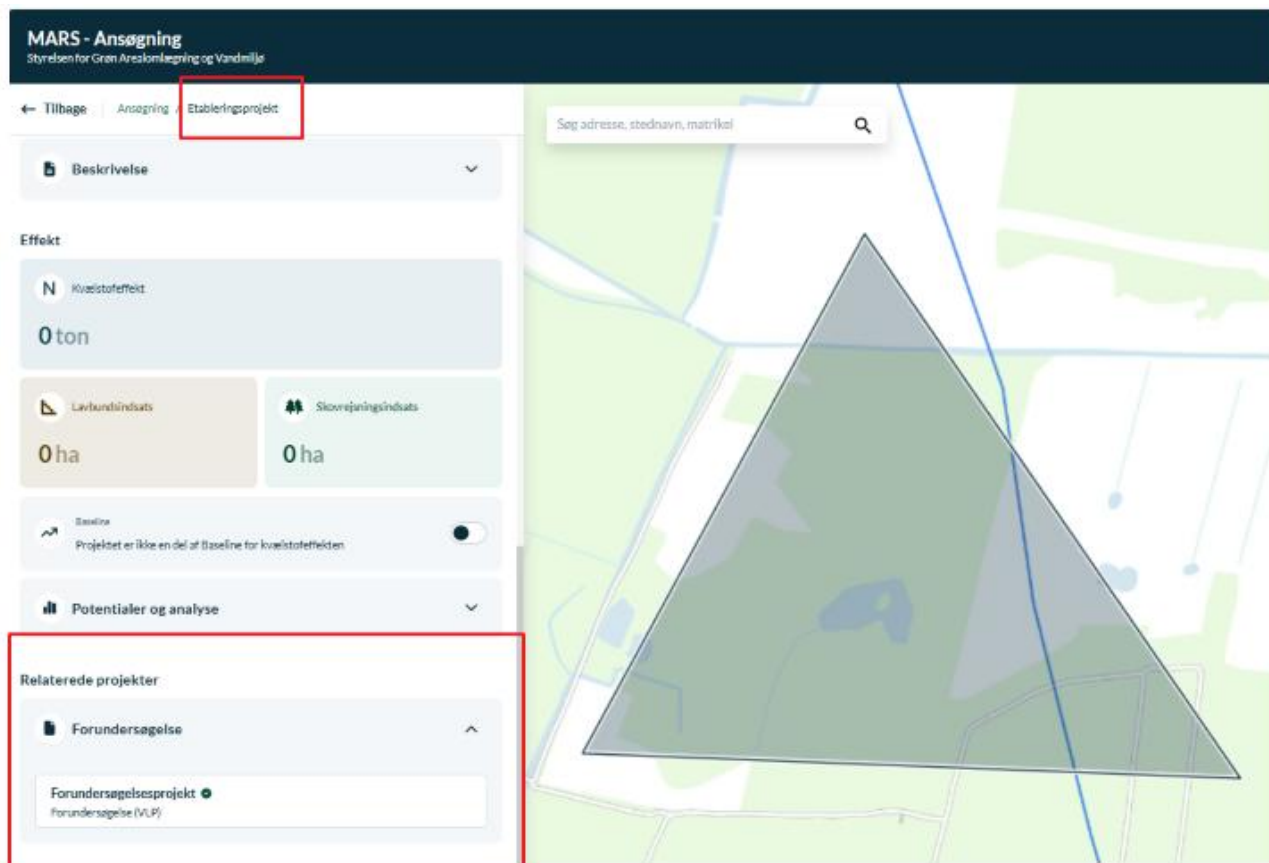 MARS - Ansøgning
Styrelsen for Grøn Arealomlægning og Vandmiljø
← Tilbage | Ansøgning / Etableringsprojekt
Søg adresse, stednavn, matrikel
Beskrivelse
Effekt
N Kvælstofeffekt
0 ton
Lavbundsindsats
0 ha
Skovrejsningsindsats
0 ha
Baseline
Projektet er ikke en del af Baseline for kvælstofeffekten
Potentialer og analyse
Relaterede projekter
Forundersøgelse
Forundersøgelsesprojekt
Forundersøgelse (VLP)